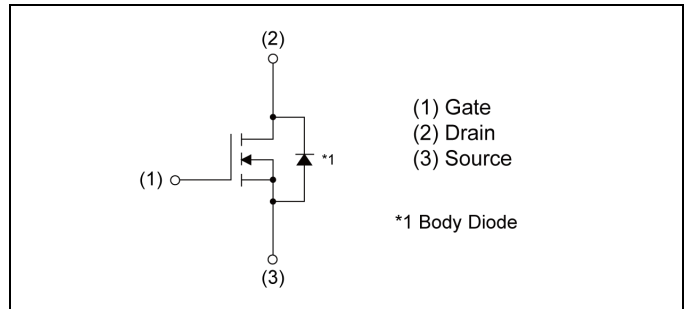 (2)
(1) Gate
(2) Drain
(3) Source
*1
(1)
*1 Body Diode
(3)